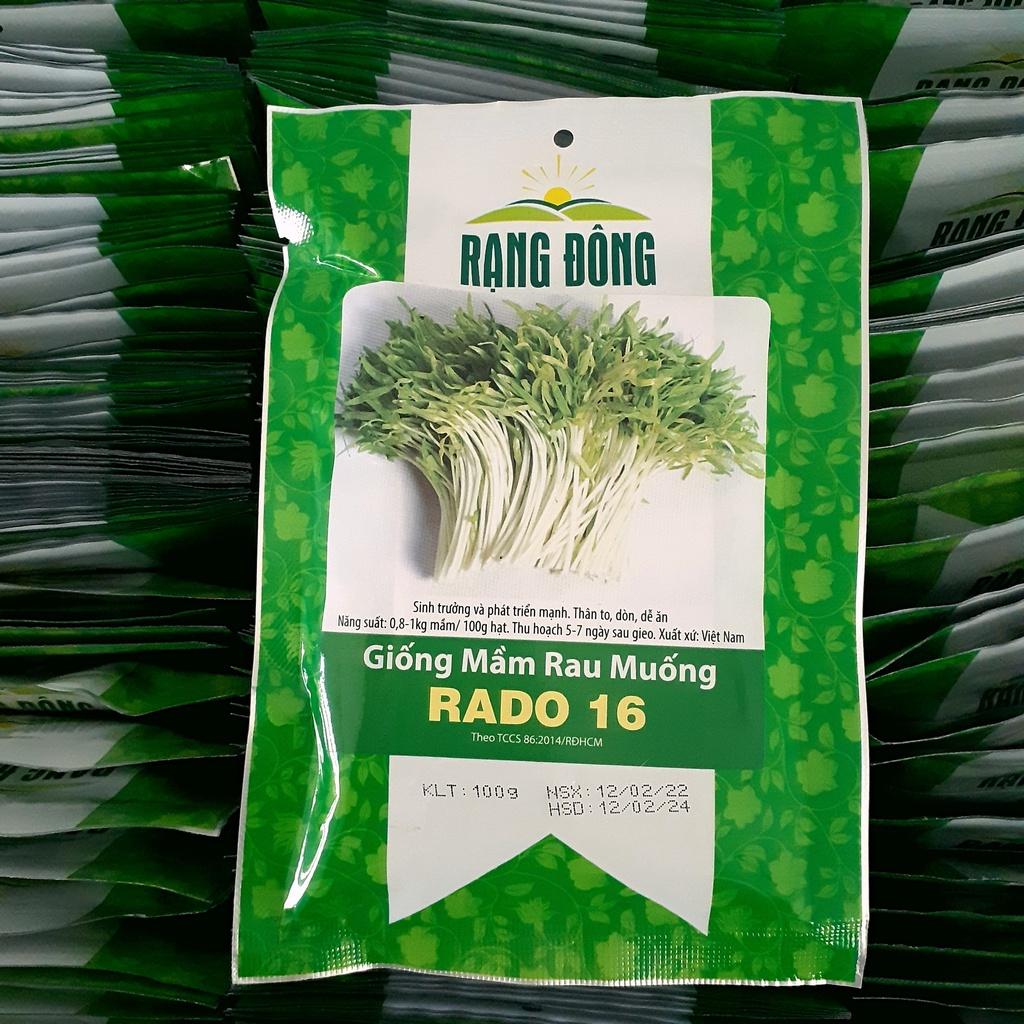 RẠNG ĐÔNG
Sinh trưởng và phát triển mạnh. Thân to, dòn, dễ ăn
Năng suất: 0,8-1kg mầm/ 100g hạt. Thu hoạch 5-7 ngày sau gieo. Xuất xứ: Việt Nam
Giống Mầm Rau Muống
RADO 16
Theo TCCS 86:2014/RĐHCM
KLT: 100g NSX: 12/02/22
HSD: 12/02/24